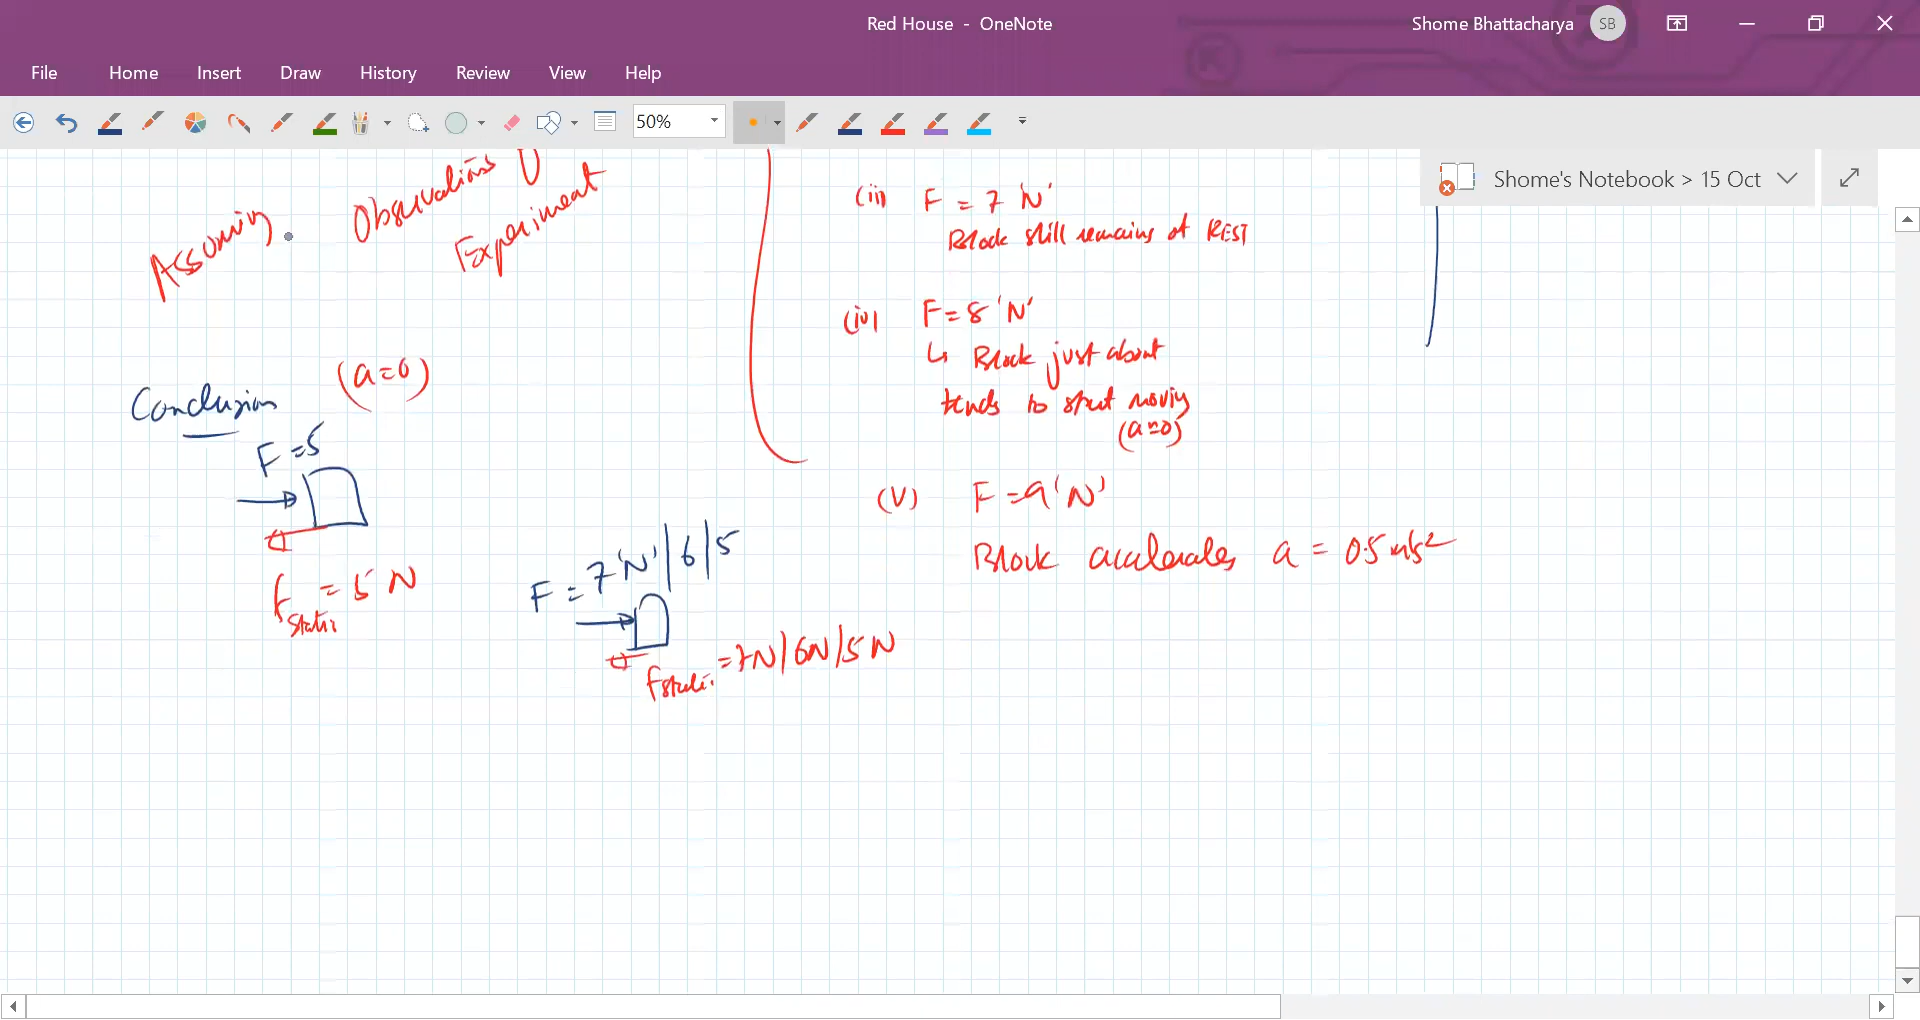 Red House - OneNote
Shome Bhattacharya SB
File Home Insert Draw History Review View Help
50%
Shome's Notebook > 15 Oct
Assuming Observations
Experiment
Conclusion (a=0)
F=5
f static = 5 N
F = 7'N' | 6 | 5
fstatic = 7N | 6N | 5 N
F = 7 'N'
Block still remains at REST
(iv) F = 8 'N'
↳ Block just about
tends to start moving
(a=0)
(V) F = 9 'N'
Block accelerates a = 0.5 m/s²